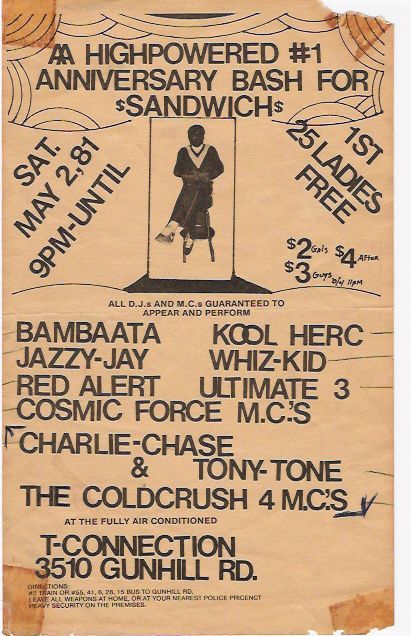 AA HIGHPOWERED #1
ANNIVERSARY BASH FOR
$SANDWICH$
SAT.
MAY 2,81
9PM-UNTIL
1ST
25 LADIES
FREE
$2 Gals $4 After
$3 Guys b/4 11PM
ALL D.J.s AND M.C.s GUARANTEED TO
APPEAR AND PERFORM
BAMBAATA KOOL HERC
JAZZY-JAY WHIZ-KID
RED ALERT ULTIMATE 3
COSMIC FORCE M.C.'S
CHARLIE-CHASE
& TONY-TONE
THE COLDCRUSH 4 M.C.'S
AT THE FULLY AIR CONDITIONED
T-CONNECTION
3510 GUNHILL RD.
DIRECTIONS:
#2 TRAIN OR #55, 41, 6, 28, 15 BUS TO GUNHILL RD.
LEAVE ALL WEAPONS AT HOME, OR AT YOUR NEAREST POLICE PRICENCT
HEAVY SECURITY ON THE PREMISES.